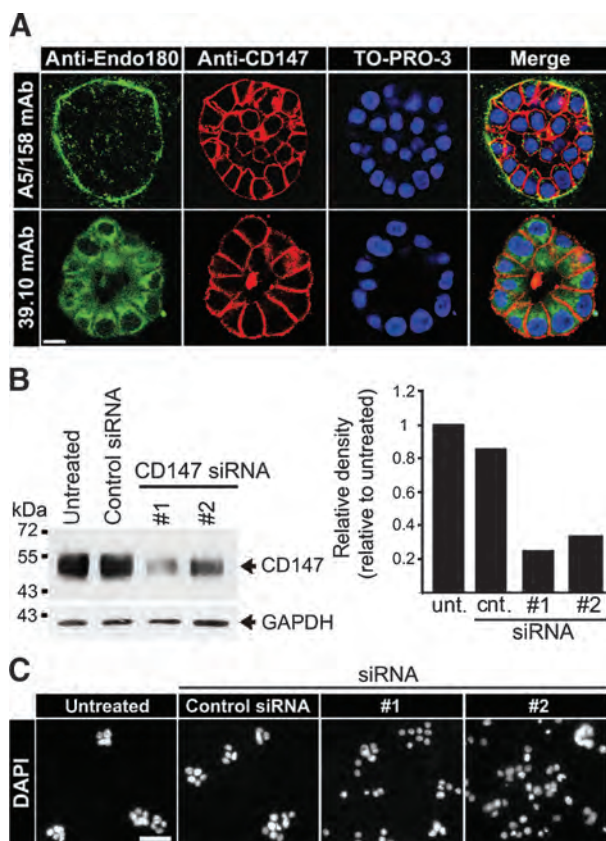 A
Anti-Endo180 Anti-CD147 TO-PRO-3 Merge
A5/158 mAb
39.10 mAb
B
Untreated
Control siRNA
CD147 siRNA
#1 #2
kDa
72
55
43
43
CD147
GAPDH
Relative density
(relative to untreated)
1.2
1
0.8
0.6
0.4
0.2
unt. cnt. #1 #2
siRNA
C
siRNA
Untreated Control siRNA #1 #2
DAPI